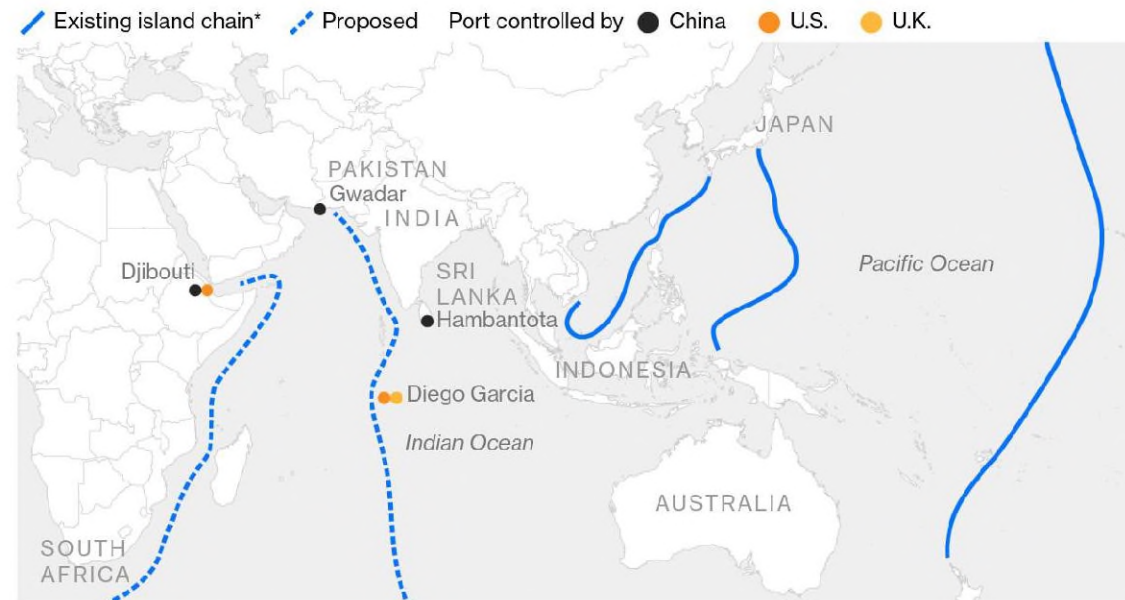 Existing island chain* Proposed Port controlled by China U.S. U.K.
JAPAN
PAKISTAN
Gwadar
INDIA
Djibouti
SRI
LANKA
Hambantota
Pacific Ocean
INDONESIA
Diego Garcia
Indian Ocean
AUSTRALIA
SOUTH
AFRICA